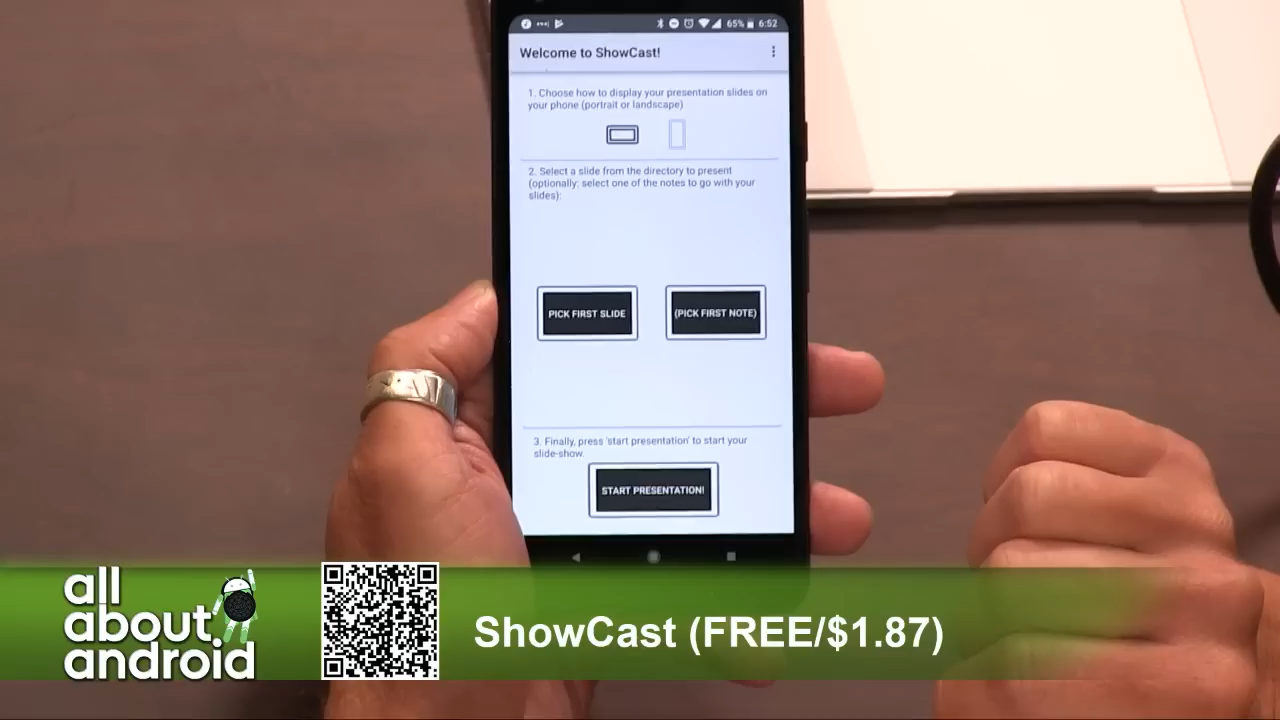 65% 6:52
Welcome to ShowCast!
1. Choose how to display your presentation slides on
your phone (portrait or landscape)
2. Select a slide from the directory to present
(optionally: select one of the notes to go with your
slides):
PICK FIRST SLIDE
(PICK FIRST NOTE)
3. Finally, press 'start presentation' to start your
slide-show.
START PRESENTATION!
all
about
android
ShowCast (FREE/$1.87)